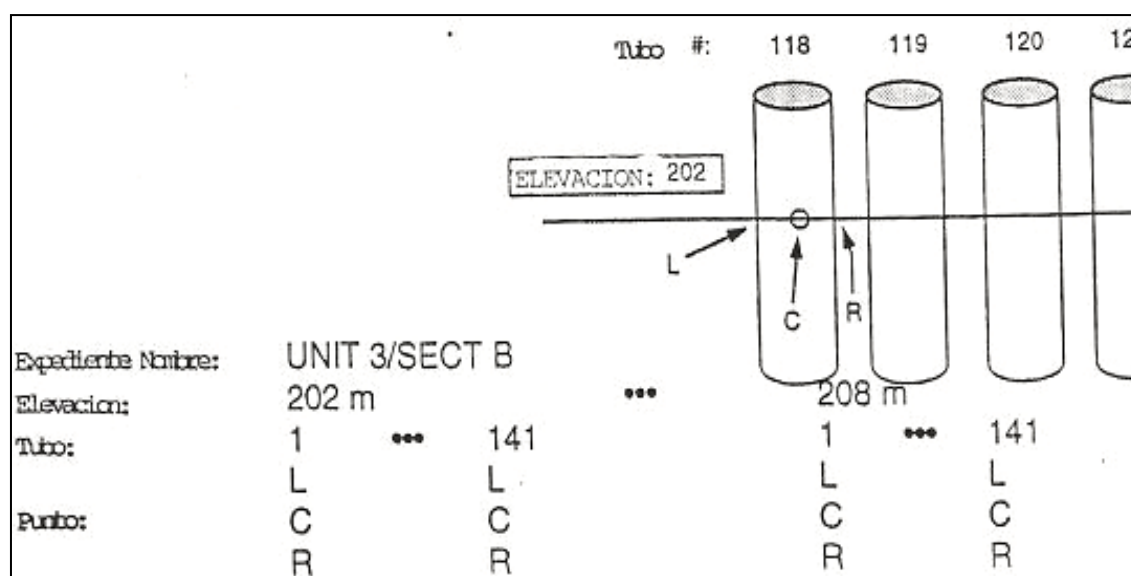 Tubo #: 118 119 120 12
ELEVACION: 202
L
C
R
Expediente Nombre: UNIT 3/SECT B
Elevacion: 202 m ••• 208 m
Tubo: 1 ••• 141 1 ••• 141
L L L L
Punto: C C C C
R R R R